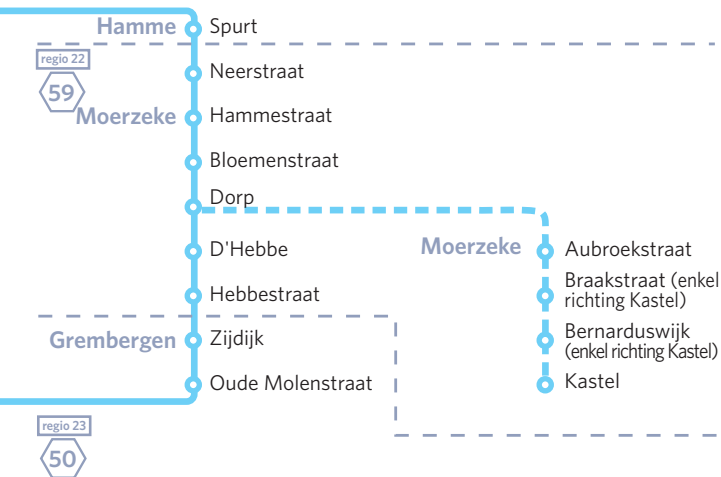 Hamme
Spurt
regio 22
59
Neerstraat
Moerzeke
Hammestraat
Bloemenstraat
Dorp
D'Hebbe
Hebbestraat
Grembergen
Zijdijk
Oude Molenstraat
regio 23
50
Moerzeke
Aubroekstraat
Braakstraat (enkel
richting Kastel)
Bernarduswijk
(enkel richting Kastel)
Kastel